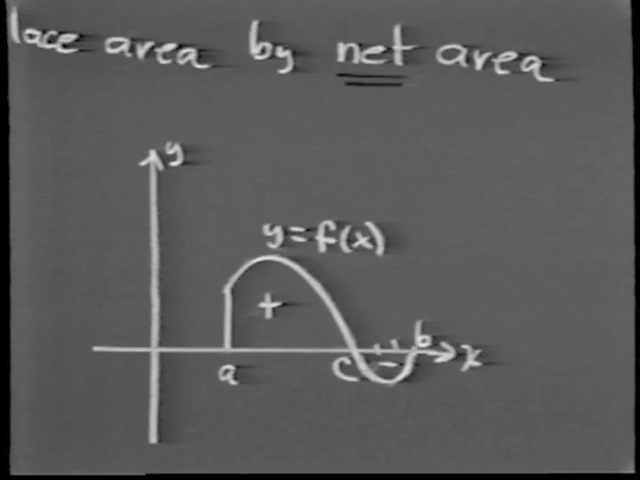 lace area by net area
y
y=f(x)
+
b
a
c
-
x